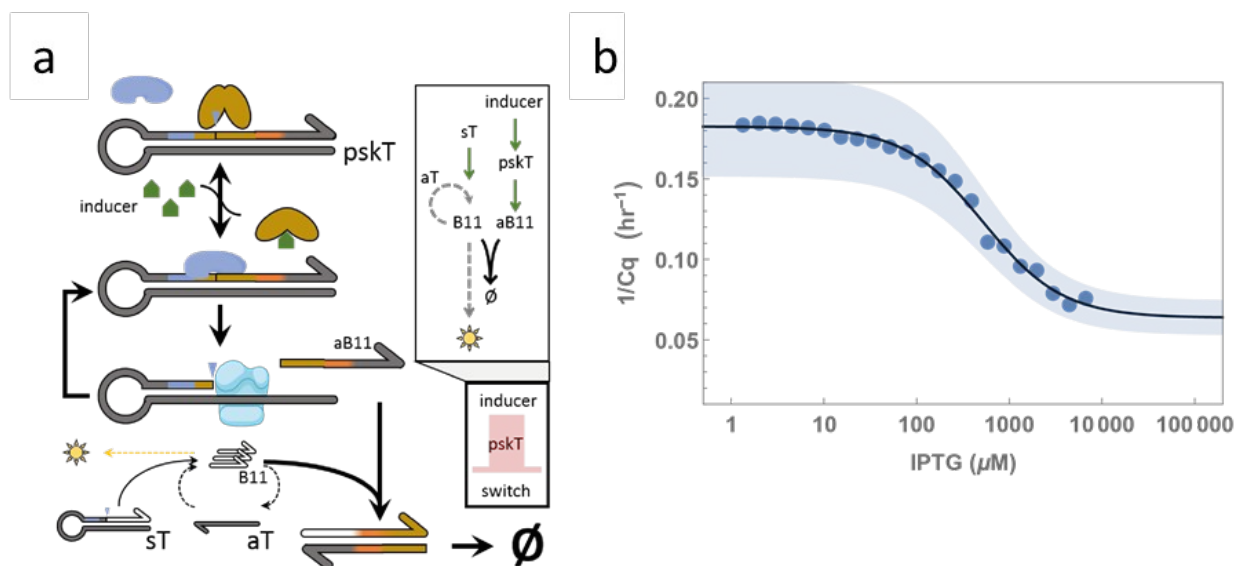 a
pskT
inducer
aB11
B11
sT
aT
Ø
inducer
sT
pskT
aT
B11
aB11
ø
inducer
pskT
switch
b
1/Cq (hr⁻¹)
0.20
0.15
0.10
0.05
1
10
100
1000
10 000
100 000
IPTG (μM)